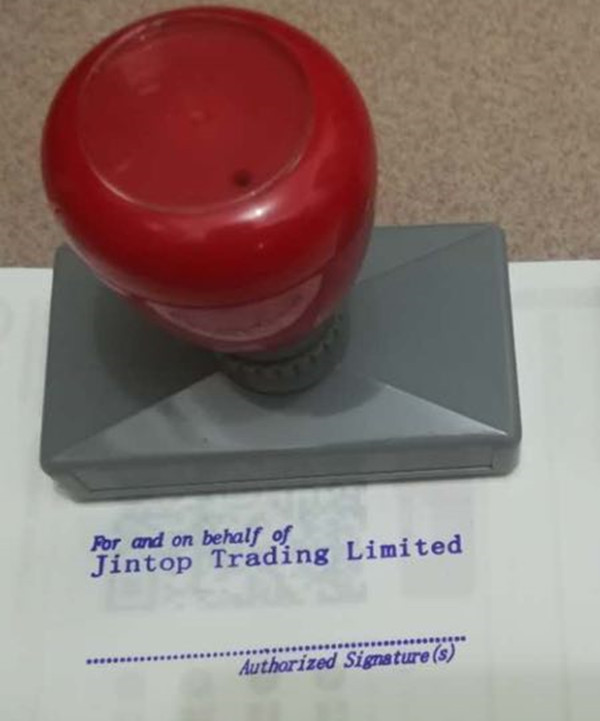 For and on behalf of
Jintop Trading Limited
Authorized Signature(s)